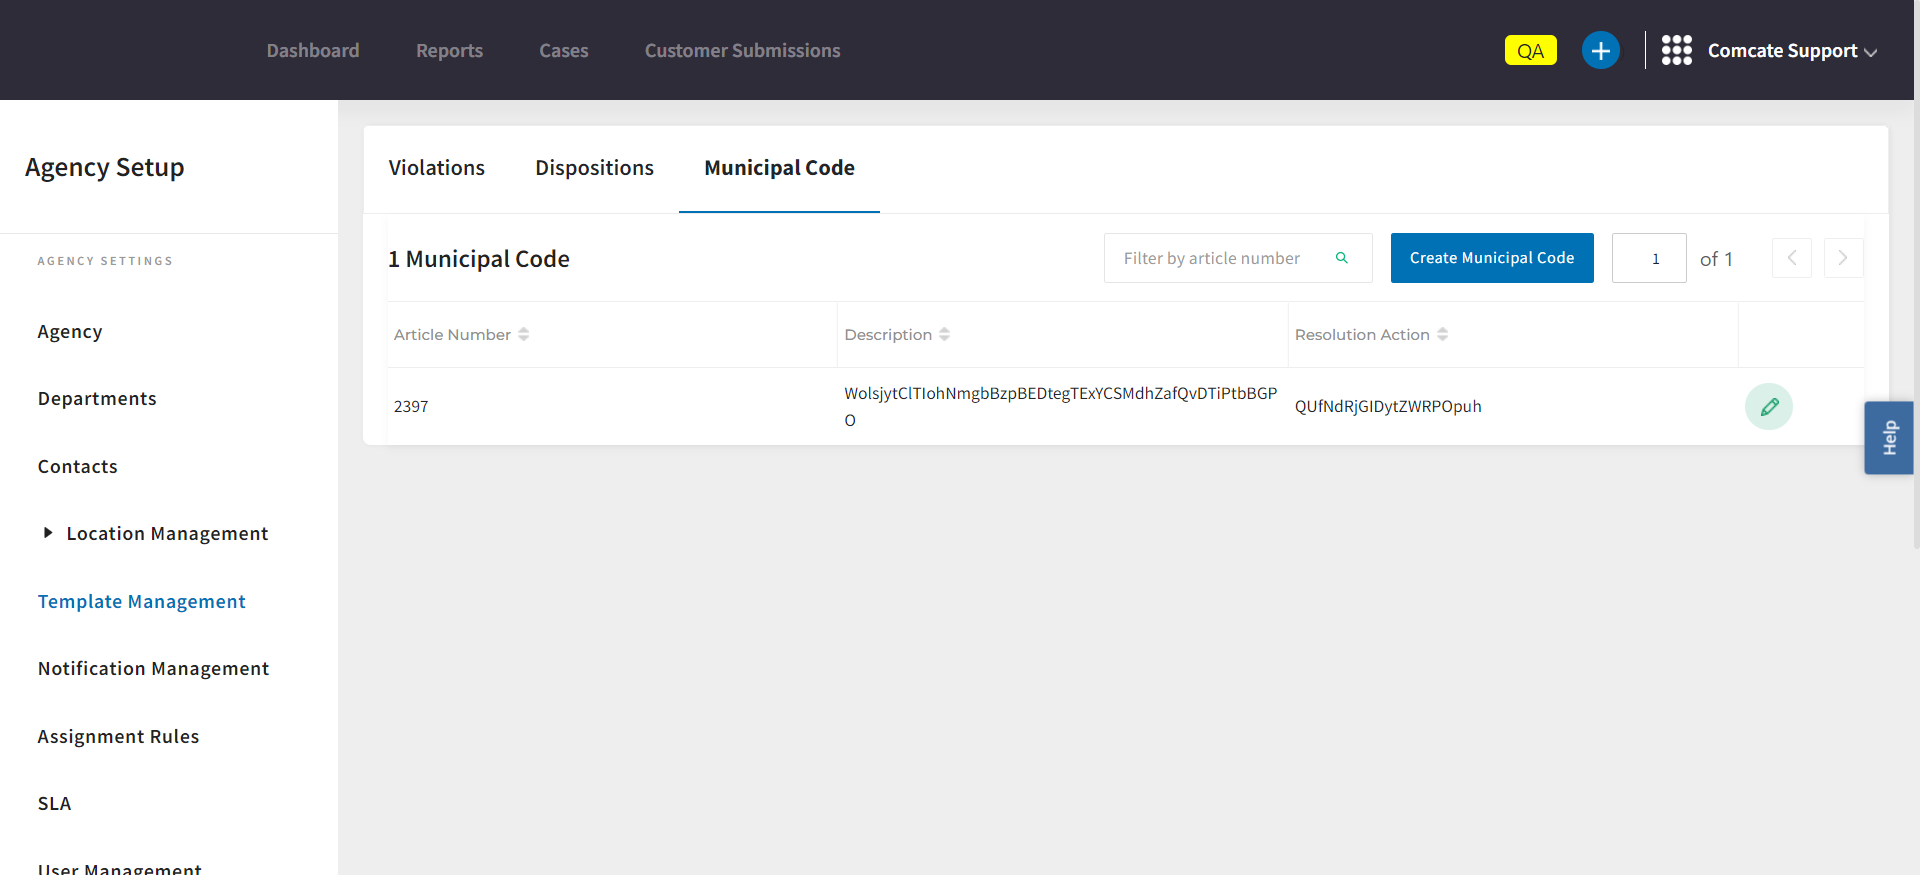 Dashboard
Reports
Cases
Customer Submissions
QA
Comcate Support
Agency Setup
AGENCY SETTINGS
Agency
Departments
Contacts
Location Management
Template Management
Notification Management
Assignment Rules
SLA
User Management
Violations
Dispositions
Municipal Code
1 Municipal Code
Filter by article number
Create Municipal Code
1
of 1
Article Number
Description
Resolution Action
2397
WolsjytClTIohNmgbBzpBEDtegTExYCSMdhZafQvDTiPtbBGP
O
QUfNdRjGIDytZWRPOpuh
Help